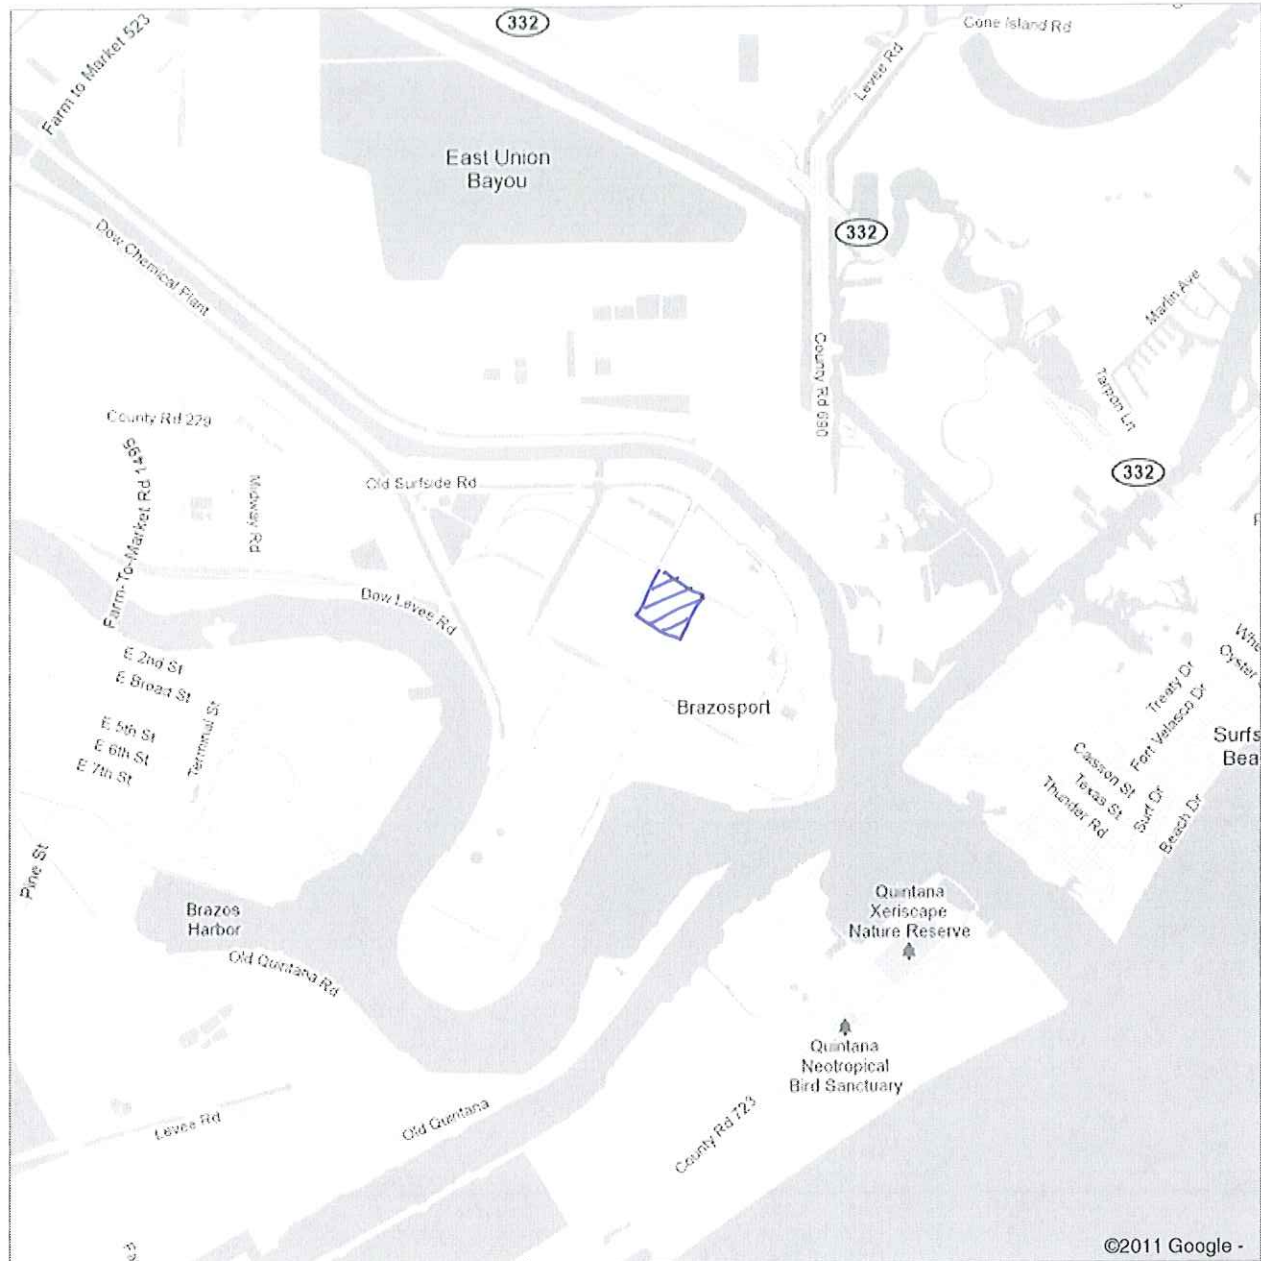 332
Cone Island Rd
Farm to Market 523
Levee Rd
East Union
Bayou
332
Dow Chemical Plant
Marlin Ave
County Rd 690
Tarpon Ln
County Rd 229
Farm-To-Market Rd 1495
Midway Rd
Old Surfside Rd
332
Dow Levee Rd
E 2nd St
E Broad St
E 5th St
E 6th St
E 7th St
Terminal St
Brazosport
Oyster
Treaty Dr
Fort Velasco Dr
Surfs
Bea
Caisson St
Texas St
Thunder Rd
Surf Dr
Beach Dr
Pine St
Brazos
Harbor
Old Quintana Rd
Quintana
Xeriscape
Nature Reserve
Quintana
Neotropical
Bird Sanctuary
Levee Rd
Old Quintana
County Rd 723
©2011 Google -